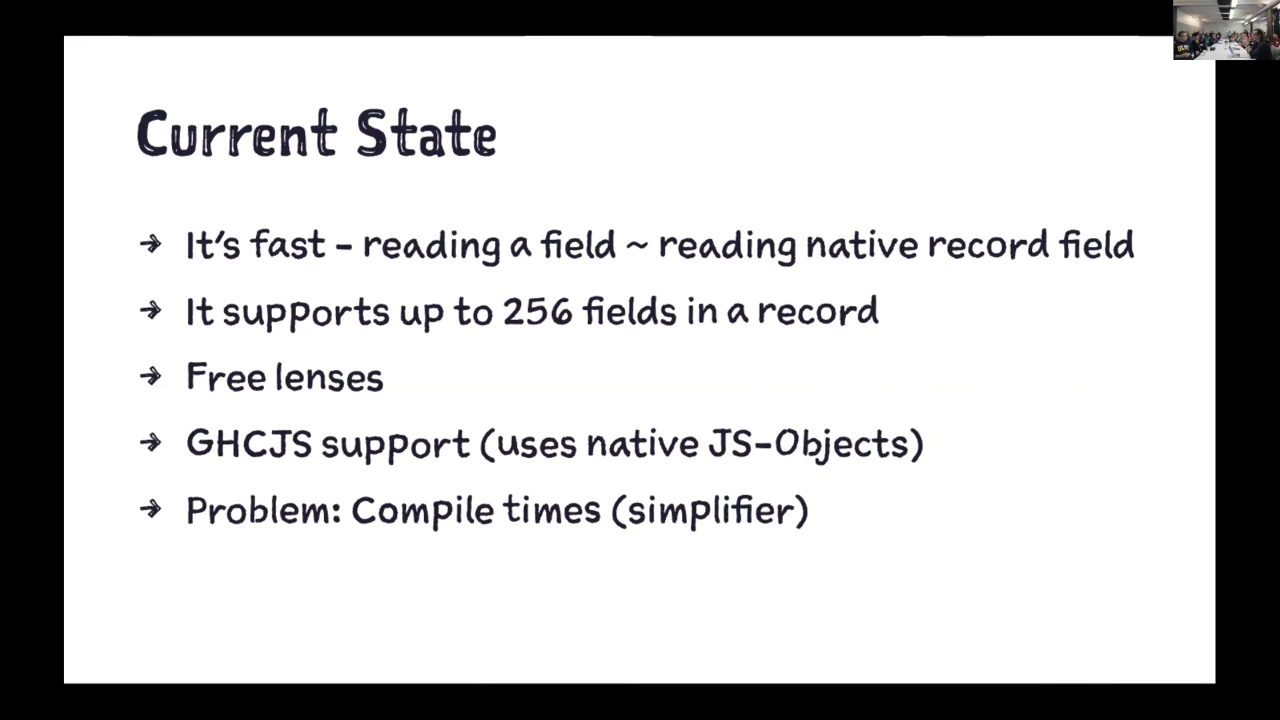 Current State
→ It's fast – reading a field ~ reading native record field
→ It supports up to 256 fields in a record
→ Free lenses
→ GHCJS support (uses native JS-Objects)
→ Problem: Compile times (simplifier)